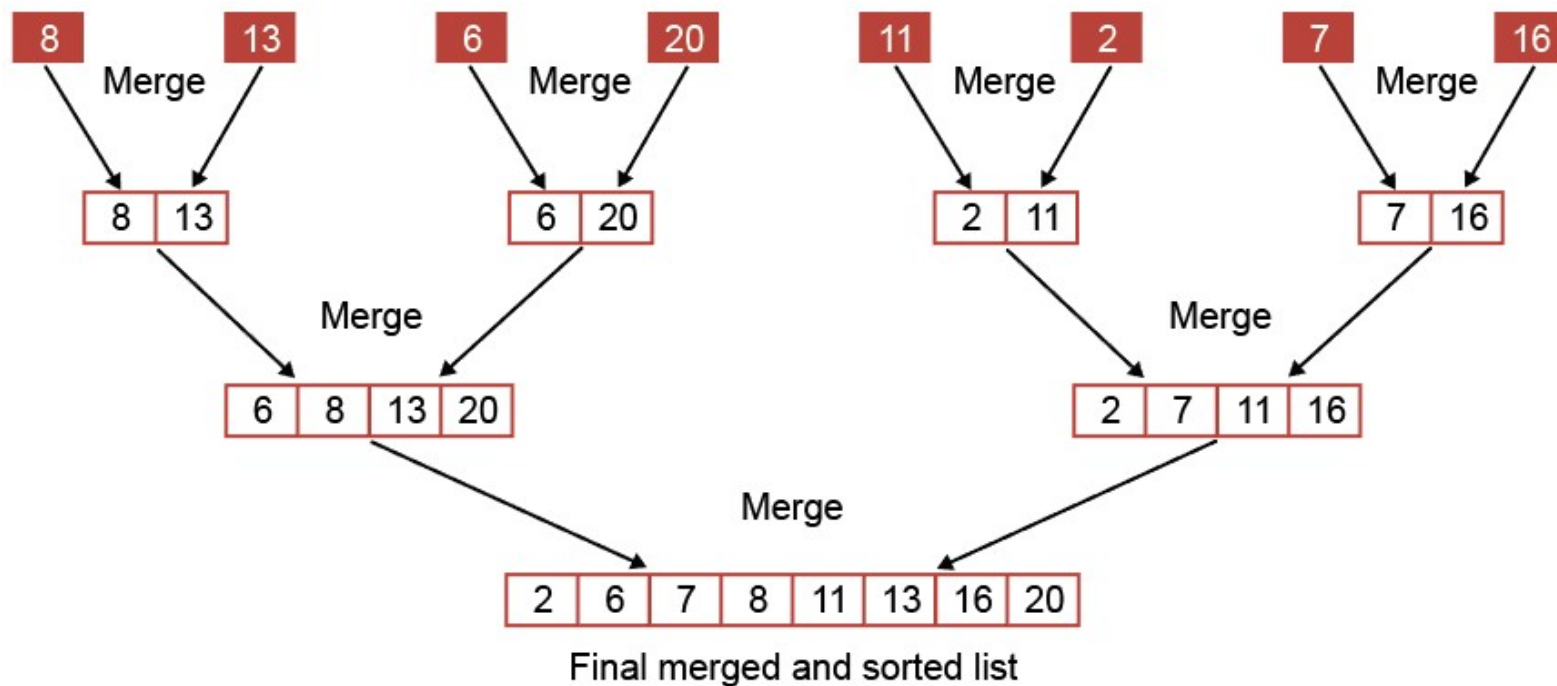 8 13 6 20 11 2 7 16
Merge Merge Merge Merge
8 13 6 20 2 11 7 16
Merge Merge
6 8 13 20 2 7 11 16
Merge
2 6 7 8 11 13 16 20
Final merged and sorted list